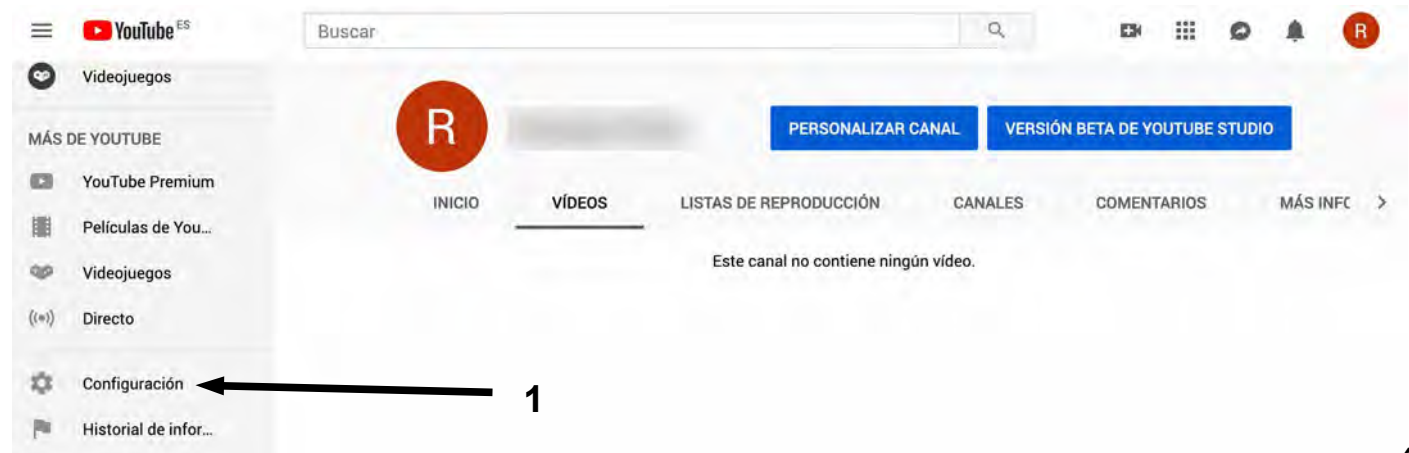 YouTube ES
Buscar
R
Videojuegos
MÁS DE YOUTUBE
YouTube Premium
Películas de You...
Videojuegos
Directo
Configuración
Historial de infor...
R
PERSONALIZAR CANAL
VERSIÓN BETA DE YOUTUBE STUDIO
INICIO VÍDEOS LISTAS DE REPRODUCCIÓN CANALES COMENTARIOS MÁS INFC
Este canal no contiene ningún vídeo.
1